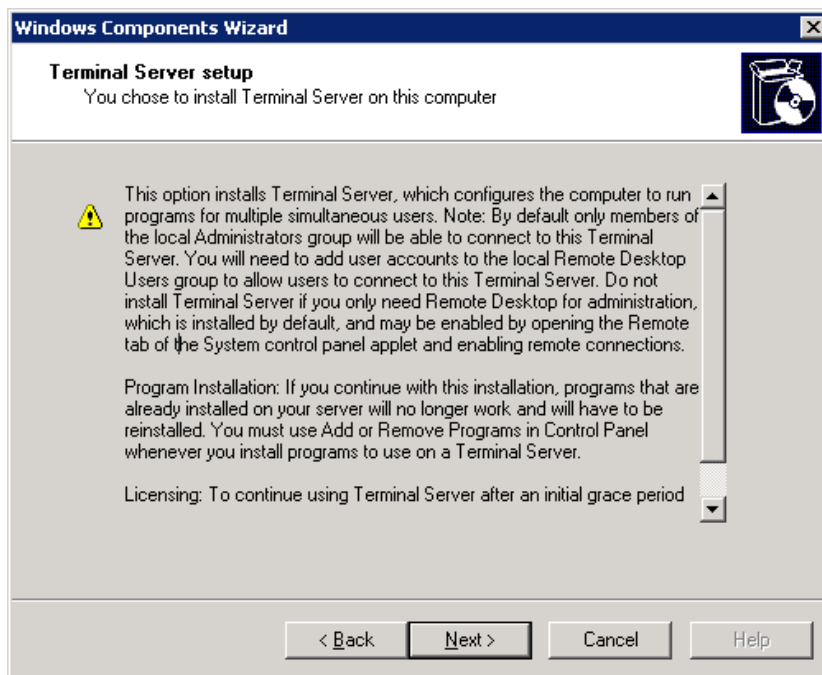 Windows Components Wizard
Terminal Server setup
You chose to install Terminal Server on this computer
This option installs Terminal Server, which configures the computer to run
programs for multiple simultaneous users. Note: By default only members of
the local Administrators group will be able to connect to this Terminal
Server. You will need to add user accounts to the local Remote Desktop
Users group to allow users to connect to this Terminal Server. Do not
install Terminal Server if you only need Remote Desktop for administration,
which is installed by default, and may be enabled by opening the Remote
tab of the System control panel applet and enabling remote connections.
Program Installation: If you continue with this installation, programs that are
already installed on your server will no longer work and will have to be
reinstalled. You must use Add or Remove Programs in Control Panel
whenever you install programs to use on a Terminal Server.
Licensing: To continue using Terminal Server after an initial grace period
< Back
Next >
Cancel
Help